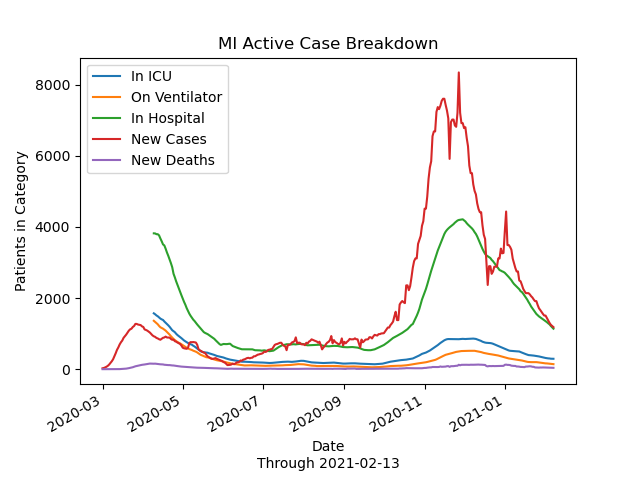 MI Active Case Breakdown
In ICU
On Ventilator
In Hospital
New Cases
New Deaths
Patients in Category
8000
6000
4000
2000
0
2020-03
2020-05
2020-07
2020-09
2020-11
2021-01
Date
Through 2021-02-13